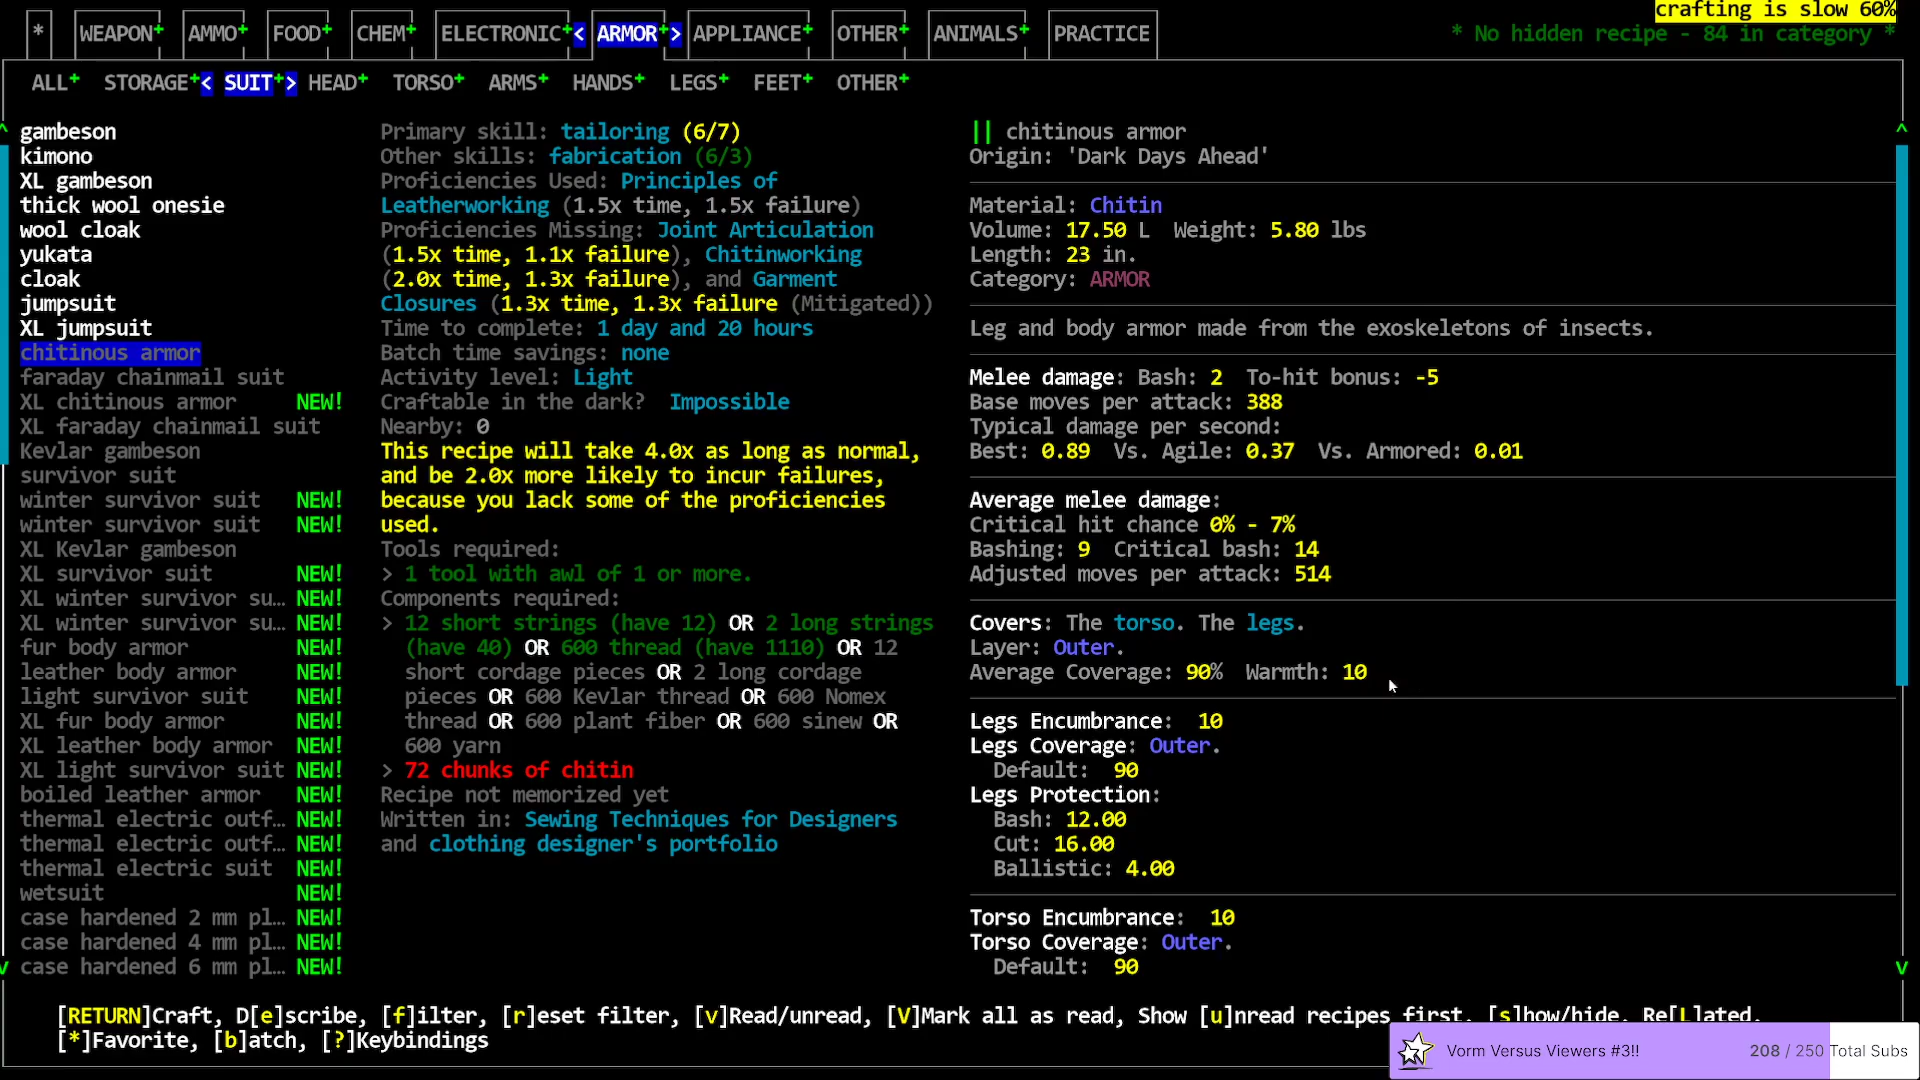 crafting is slow 60%
* WEAPON+ AMMO+ FOOD+ CHEM+ ELECTRONIC+ < ARMOR+ > APPLIANCE+ OTHER+ ANIMALS+ PRACTICE
* No hidden recipe - 84 in category *
ALL+ STORAGE+ < SUIT+ > HEAD+ TORSO+ ARMS+ HANDS+ LEGS+ FEET+ OTHER+
gambeson
kimono
XL gambeson
thick wool onesie
wool cloak
yukata
cloak
jumpsuit
XL jumpsuit
chitinous armor
faraday chainmail suit
XL chitinous armor NEW!
XL faraday chainmail suit
Kevlar gambeson
survivor suit
winter survivor suit NEW!
winter survivor suit NEW!
XL Kevlar gambeson
XL survivor suit NEW!
XL winter survivor su… NEW!
XL winter survivor su… NEW!
fur body armor NEW!
leather body armor NEW!
light survivor suit NEW!
XL fur body armor NEW!
XL leather body armor NEW!
XL light survivor suit NEW!
boiled leather armor NEW!
thermal electric outf… NEW!
thermal electric outf… NEW!
thermal electric suit NEW!
wetsuit NEW!
case hardened 2 mm pl… NEW!
case hardened 4 mm pl… NEW!
case hardened 6 mm pl… NEW!
Primary skill: tailoring (6/7)
Other skills: fabrication (6/3)
Proficiencies Used: Principles of
Leatherworking (1.5x time, 1.5x failure)
Proficiencies Missing: Joint Articulation
(1.5x time, 1.1x failure), Chitinworking
(2.0x time, 1.3x failure), and Garment
Closures (1.3x time, 1.3x failure (Mitigated))
Time to complete: 1 day and 20 hours
Batch time savings: none
Activity level: Light
Craftable in the dark? Impossible
Nearby: 0
This recipe will take 4.0x as long as normal,
and be 2.0x more likely to incur failures,
because you lack some of the proficiencies
used.
Tools required:
> 1 tool with awl of 1 or more.
Components required:
> 12 short strings (have 12) OR 2 long strings
(have 40) OR 600 thread (have 1110) OR 12
short cordage pieces OR 2 long cordage
pieces OR 600 Kevlar thread OR 600 Nomex
thread OR 600 plant fiber OR 600 sinew OR
600 yarn
> 72 chunks of chitin
Recipe not memorized yet
Written in: Sewing Techniques for Designers
and clothing designer's portfolio
|| chitinous armor
Origin: 'Dark Days Ahead'
Material: Chitin
Volume: 17.50 L Weight: 5.80 lbs
Length: 23 in.
Category: ARMOR
Leg and body armor made from the exoskeletons of insects.
Melee damage: Bash: 2 To-hit bonus: -5
Base moves per attack: 388
Typical damage per second:
Best: 0.89 Vs. Agile: 0.37 Vs. Armored: 0.01
Average melee damage:
Critical hit chance 0% - 7%
Bashing: 9 Critical bash: 14
Adjusted moves per attack: 514
Covers: The torso. The legs.
Layer: Outer.
Average Coverage: 90% Warmth: 10
Legs Encumbrance: 10
Legs Coverage: Outer.
Default: 90
Legs Protection:
Bash: 12.00
Cut: 16.00
Ballistic: 4.00
Torso Encumbrance: 10
Torso Coverage: Outer.
Default: 90
[RETURN]Craft, D[e]scribe, [f]ilter, [r]eset filter, [v]Read/unread, [V]Mark all as read, Show [u]nread recipes first, [s]how/hide, Re[L]ated,
[*]Favorite, [b]atch, [?]Keybindings
Vorm Versus Viewers #3!! 208 / 250 Total Subs